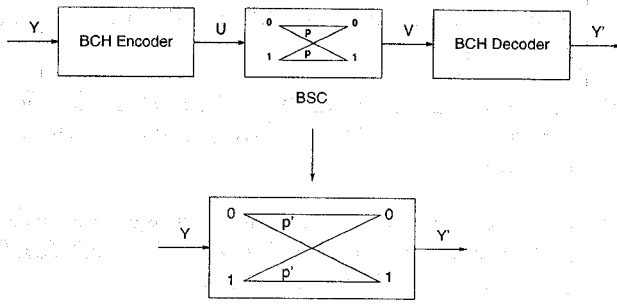 Y BCH Encoder U 0 p 0 V BCH Decoder Y'
1 p 1
BSC
0 p' 0
Y Y'
1 p' 1